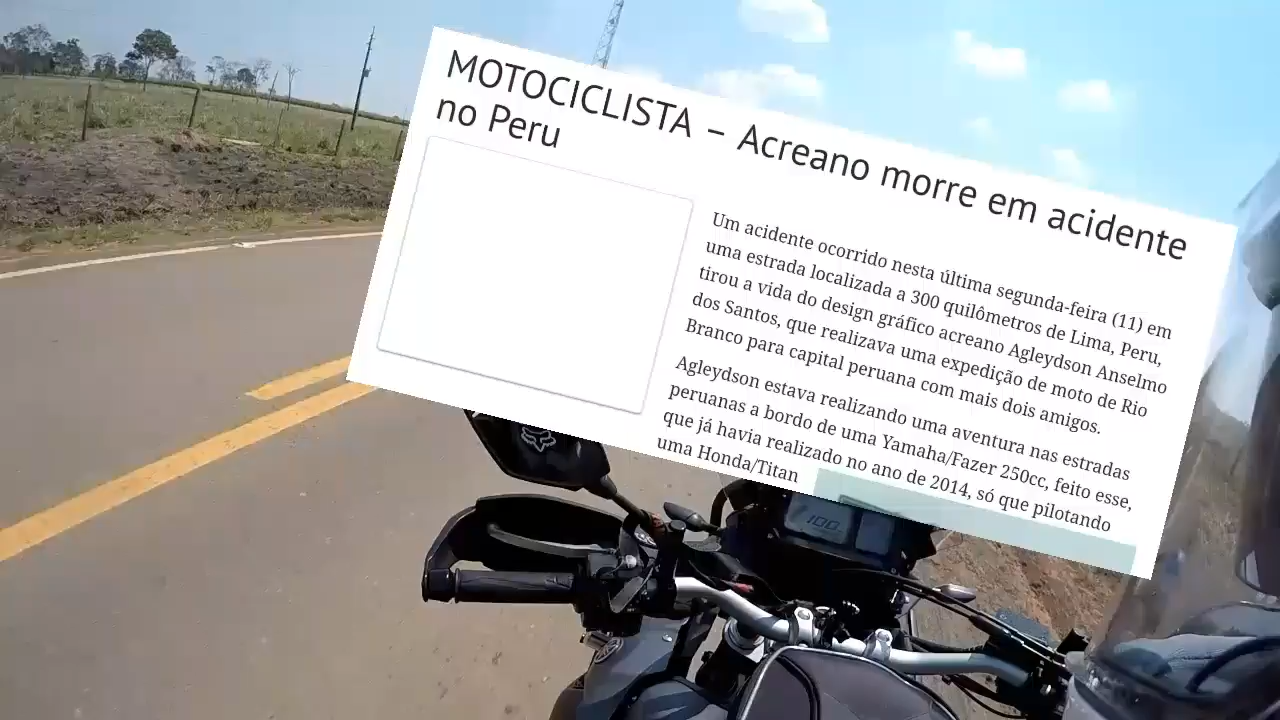 MOTOCICLISTA – Acreano morre em acidente
no Peru
Um acidente ocorrido nesta última segunda-feira (11) em
uma estrada localizada a 300 quilômetros de Lima, Peru,
tirou a vida do design gráfico acreano Agleydson Anselmo
dos Santos, que realizava uma expedição de moto de Rio
Branco para capital peruana com mais dois amigos.
Agleydson estava realizando uma aventura nas estradas
peruanas a bordo de uma Yamaha/Fazer 250cc, feito esse,
que já havia realizado no ano de 2014, só que pilotando
uma Honda/Titan
100